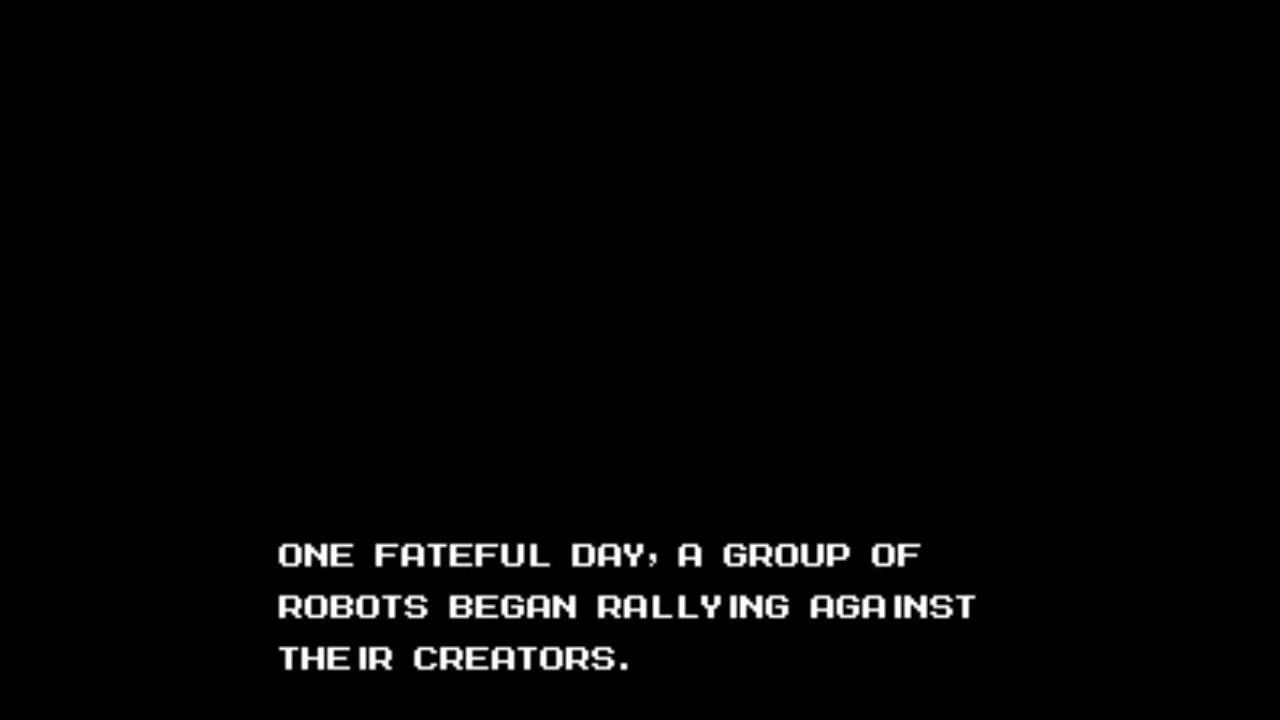 ONE FATEFUL DAY, A GROUP OF
ROBOTS BEGAN RALLYING AGAINST
THEIR CREATORS.